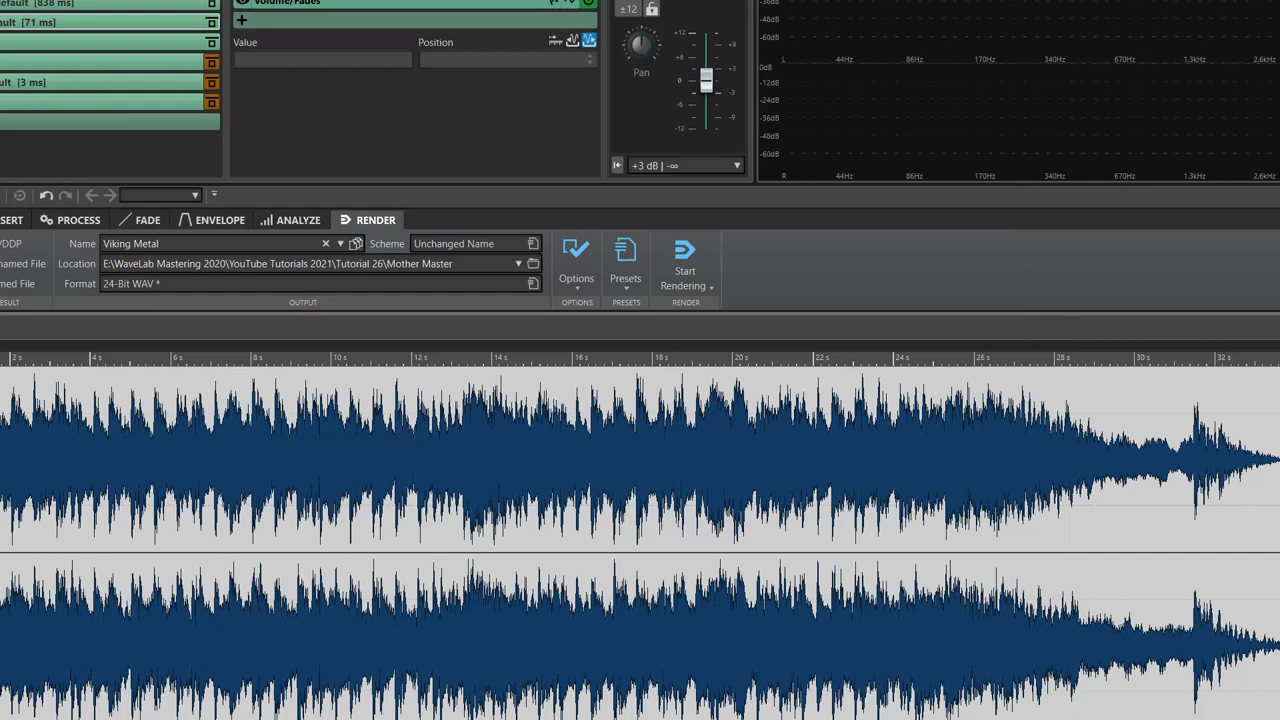 default [838 ms]
ault [71 ms]
ult [3 ms]
Volume/Fades
Value Position
±12
Pan
+12
+9
+6
+3
0
-3
-6
-9
-12
+3 dB | -∞
-36dB
-48dB
-60dB
L 44Hz 86Hz 170Hz 340Hz 670Hz 1.3kHz 2.6kHz
0dB
-12dB
-24dB
-36dB
-48dB
-60dB
R 44Hz 86Hz 170Hz 340Hz 670Hz 1.3kHz 2.6kHz
SERT PROCESS FADE ENVELOPE ANALYZE RENDER
/DDP Name Viking Metal Scheme Unchanged Name
named File Location E:\WaveLab Mastering 2020\YouTube Tutorials 2021\Tutorial 26\Mother Master
med File Format 24-Bit WAV *
Options Presets Start
Rendering
ESULT OUTPUT OPTIONS PRESETS RENDER
2 s 4 s 6 s 8 s 10 s 12 s 14 s 16 s 18 s 20 s 22 s 24 s 26 s 28 s 30 s 32 s